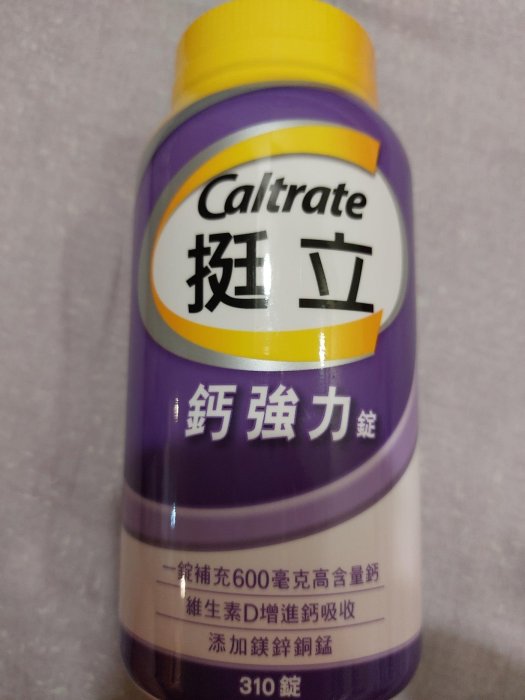 Caltrate
挺立
鈣強力錠
一錠補充600毫克高含量鈣
維生素D增進鈣吸收
添加鎂鋅銅錳
310錠